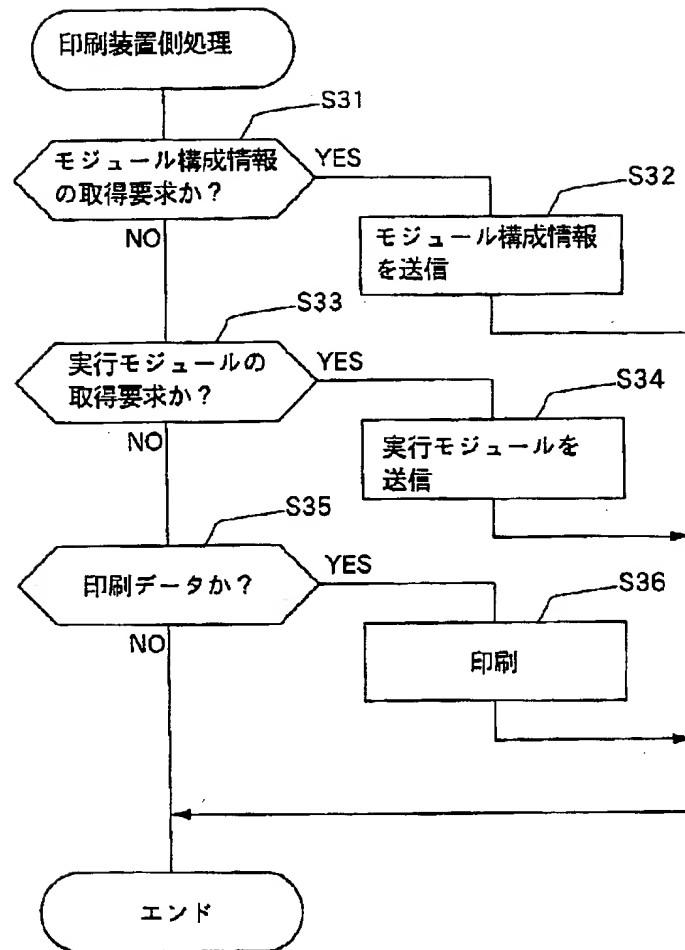 印刷装置側処理
S31
モジュール構成情報
の取得要求か？
YES
NO
S32
モジュール構成情報
を送信
S33
実行モジュールの
取得要求か？
YES
NO
S34
実行モジュールを
送信
S35
印刷データか？
YES
NO
S36
印刷
エンド